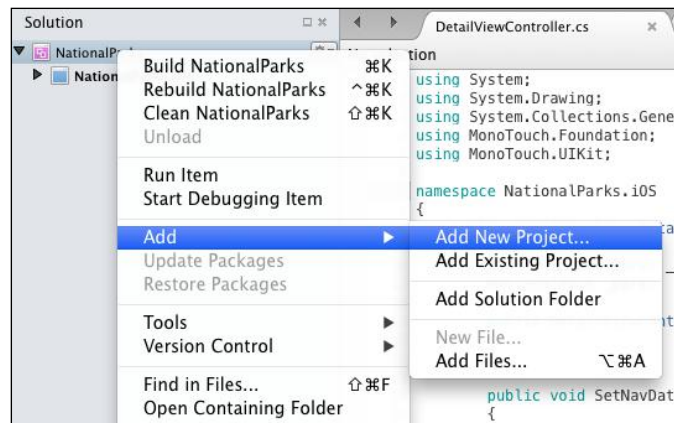 Solution
DetailViewController.cs
NationalPar
Nation
tion
Build NationalParks ⌘K
Rebuild NationalParks ^⌘K
Clean NationalParks ⇧⌘K
Unload
Run Item
Start Debugging Item
Add
Update Packages
Restore Packages
Tools
Version Control
Find in Files... ⇧⌘F
Open Containing Folder
Add New Project...
Add Existing Project...
Add Solution Folder
New File...
Add Files... ⌥⌘A
using System;
using System.Drawing;
using System.Collections.Gene
using MonoTouch.Foundation;
using MonoTouch.UIKit;
namespace NationalParks.iOS
{
public void SetNavDat
{